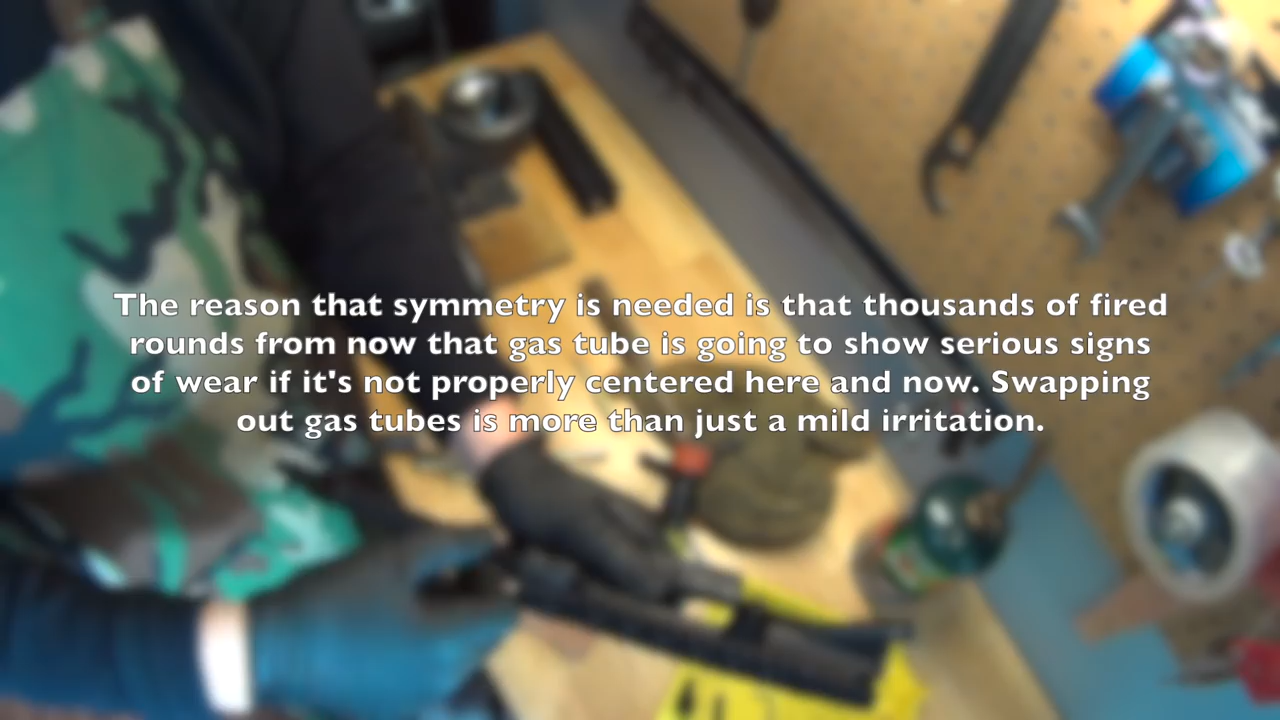 The reason that symmetry is needed is that thousands of fired
rounds from now that gas tube is going to show serious signs
of wear if it's not properly centered here and now. Swapping
out gas tubes is more than just a mild irritation.